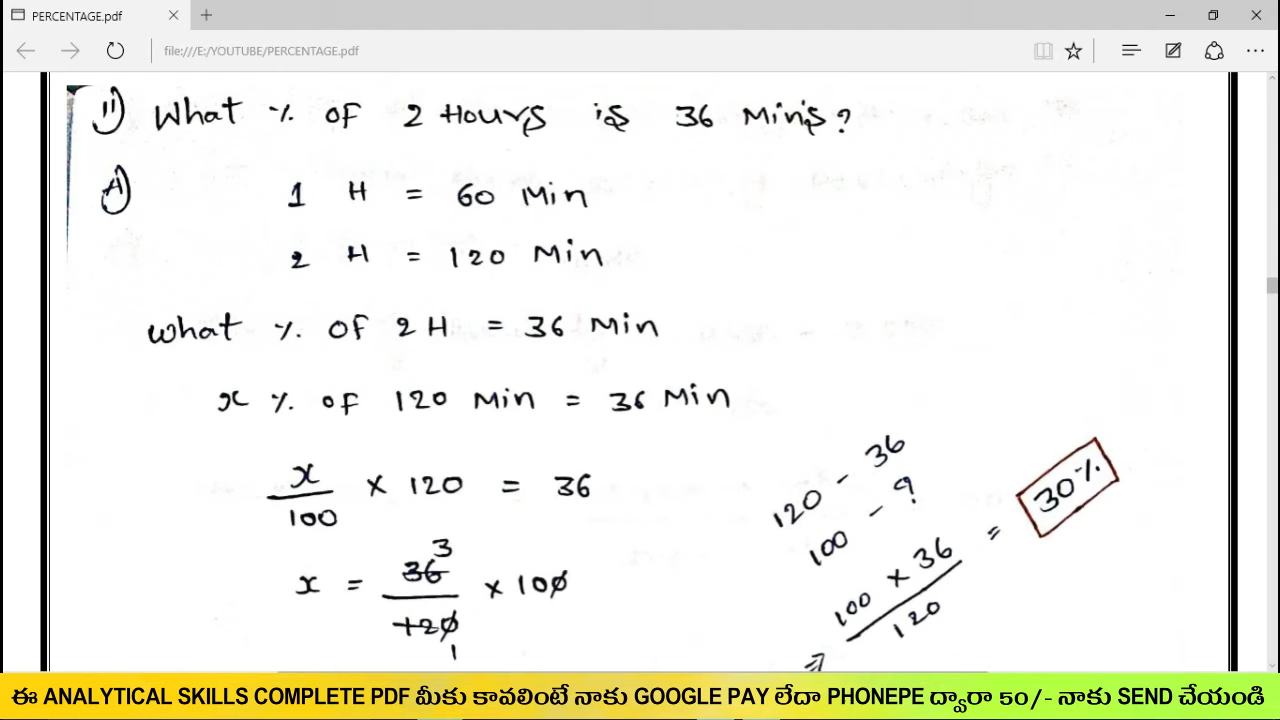 PERCENTAGE.pdf
file:///E:/YOUTUBE/PERCENTAGE.pdf
11) What % of 2 Hours is 36 Min's?
A) 1 H = 60 Min
2 H = 120 Min
What % of 2 H = 36 Min
x % of 120 Min = 36 Min
x/100 × 120 = 36
x = 36/120 × 100
3
1
120 - 36
100 - ?
⇒ 100 × 36 / 120 = 30%
ఈ ANALYTICAL SKILLS COMPLETE PDF మీకు కావలింటే నాకు GOOGLE PAY లేదా PHONEPE ద్వారా 50/- నాకు SEND చేయండి